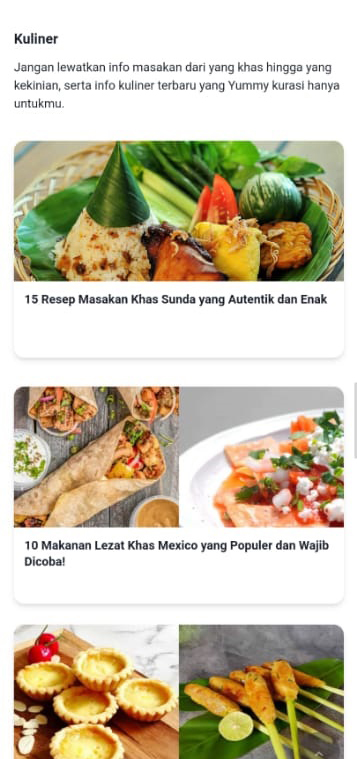 Kuliner
Jangan lewatkan info masakan dari yang khas hingga yang
kekinian, serta info kuliner terbaru yang Yummy kurasi hanya
untukmu.
15 Resep Masakan Khas Sunda yang Autentik dan Enak
10 Makanan Lezat Khas Mexico yang Populer dan Wajib
Dicoba!